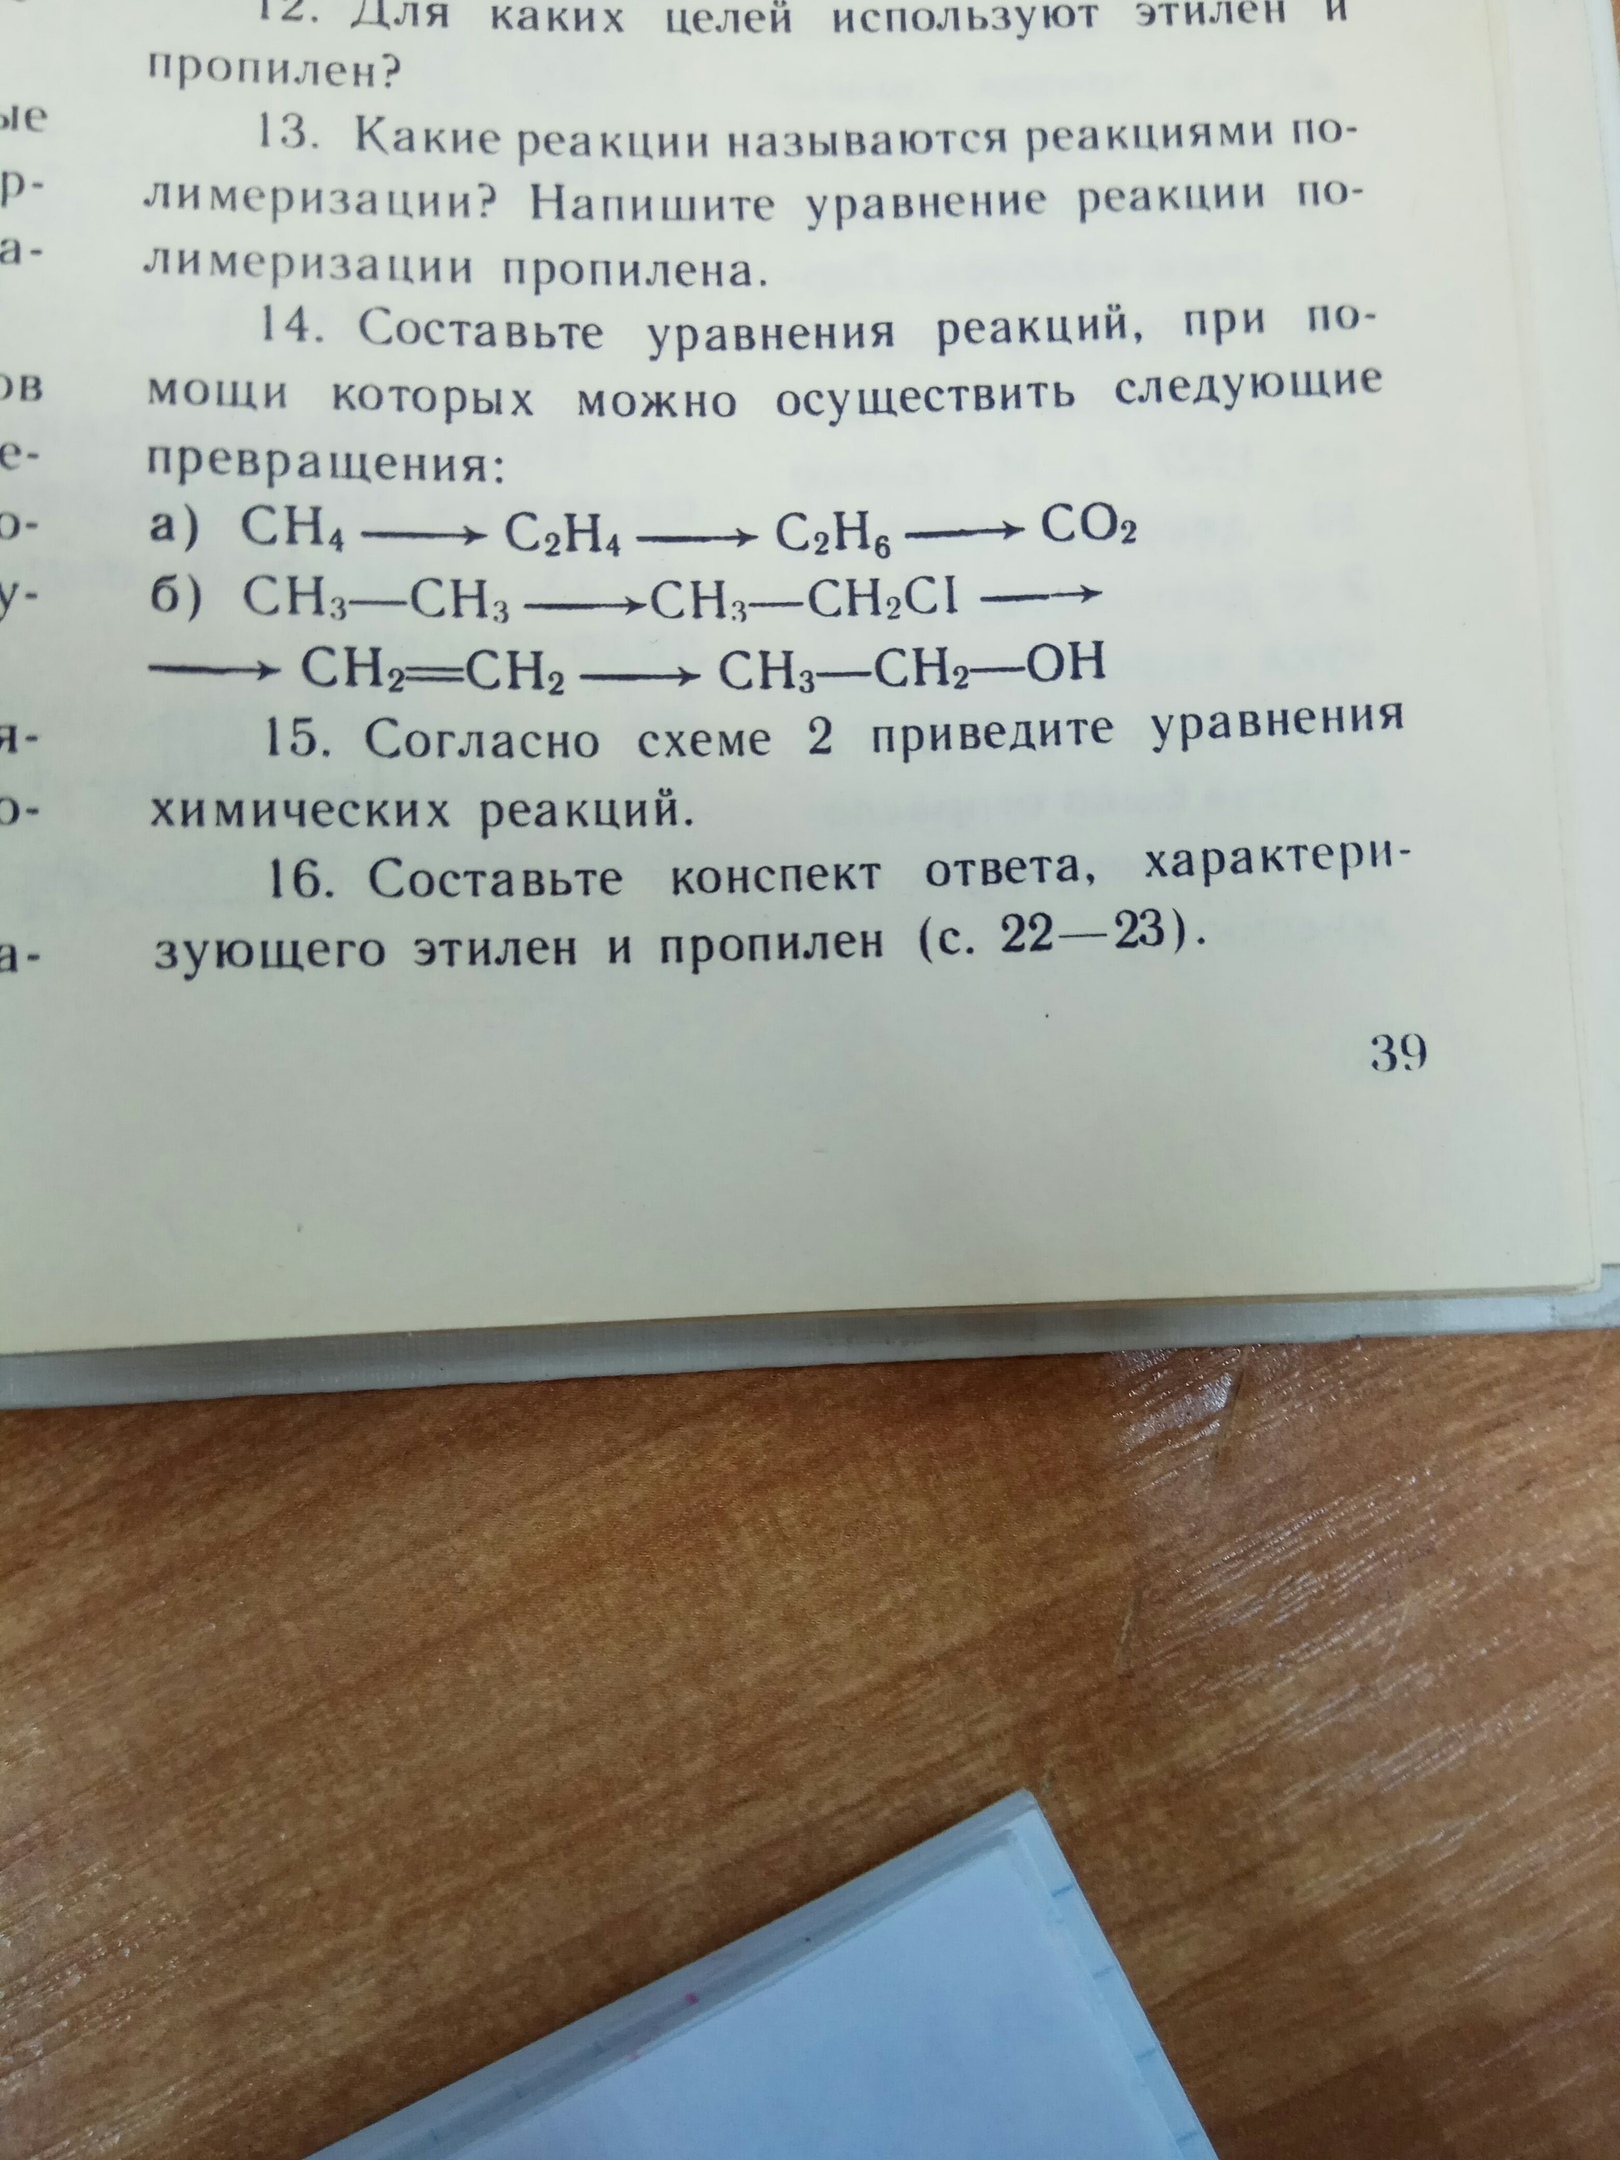 12. Для каких целей используют этилен и
пропилен?
13. Какие реакции называются реакциями по-
лимеризации? Напишите уравнение реакции по-
лимеризации пропилена.
14. Составьте уравнения реакций, при по-
мощи которых можно осуществить следующие
превращения:
а) CH₄ ⟶ C₂H₄ ⟶ C₂H₆ ⟶ CO₂
б) CH₃—CH₃ ⟶ CH₃—CH₂Cl ⟶
⟶ CH₂=CH₂ ⟶ CH₃—CH₂—OH
15. Согласно схеме 2 приведите уравнения
химических реакций.
16. Составьте конспект ответа, характери-
зующего этилен и пропилен (с. 22—23).
39